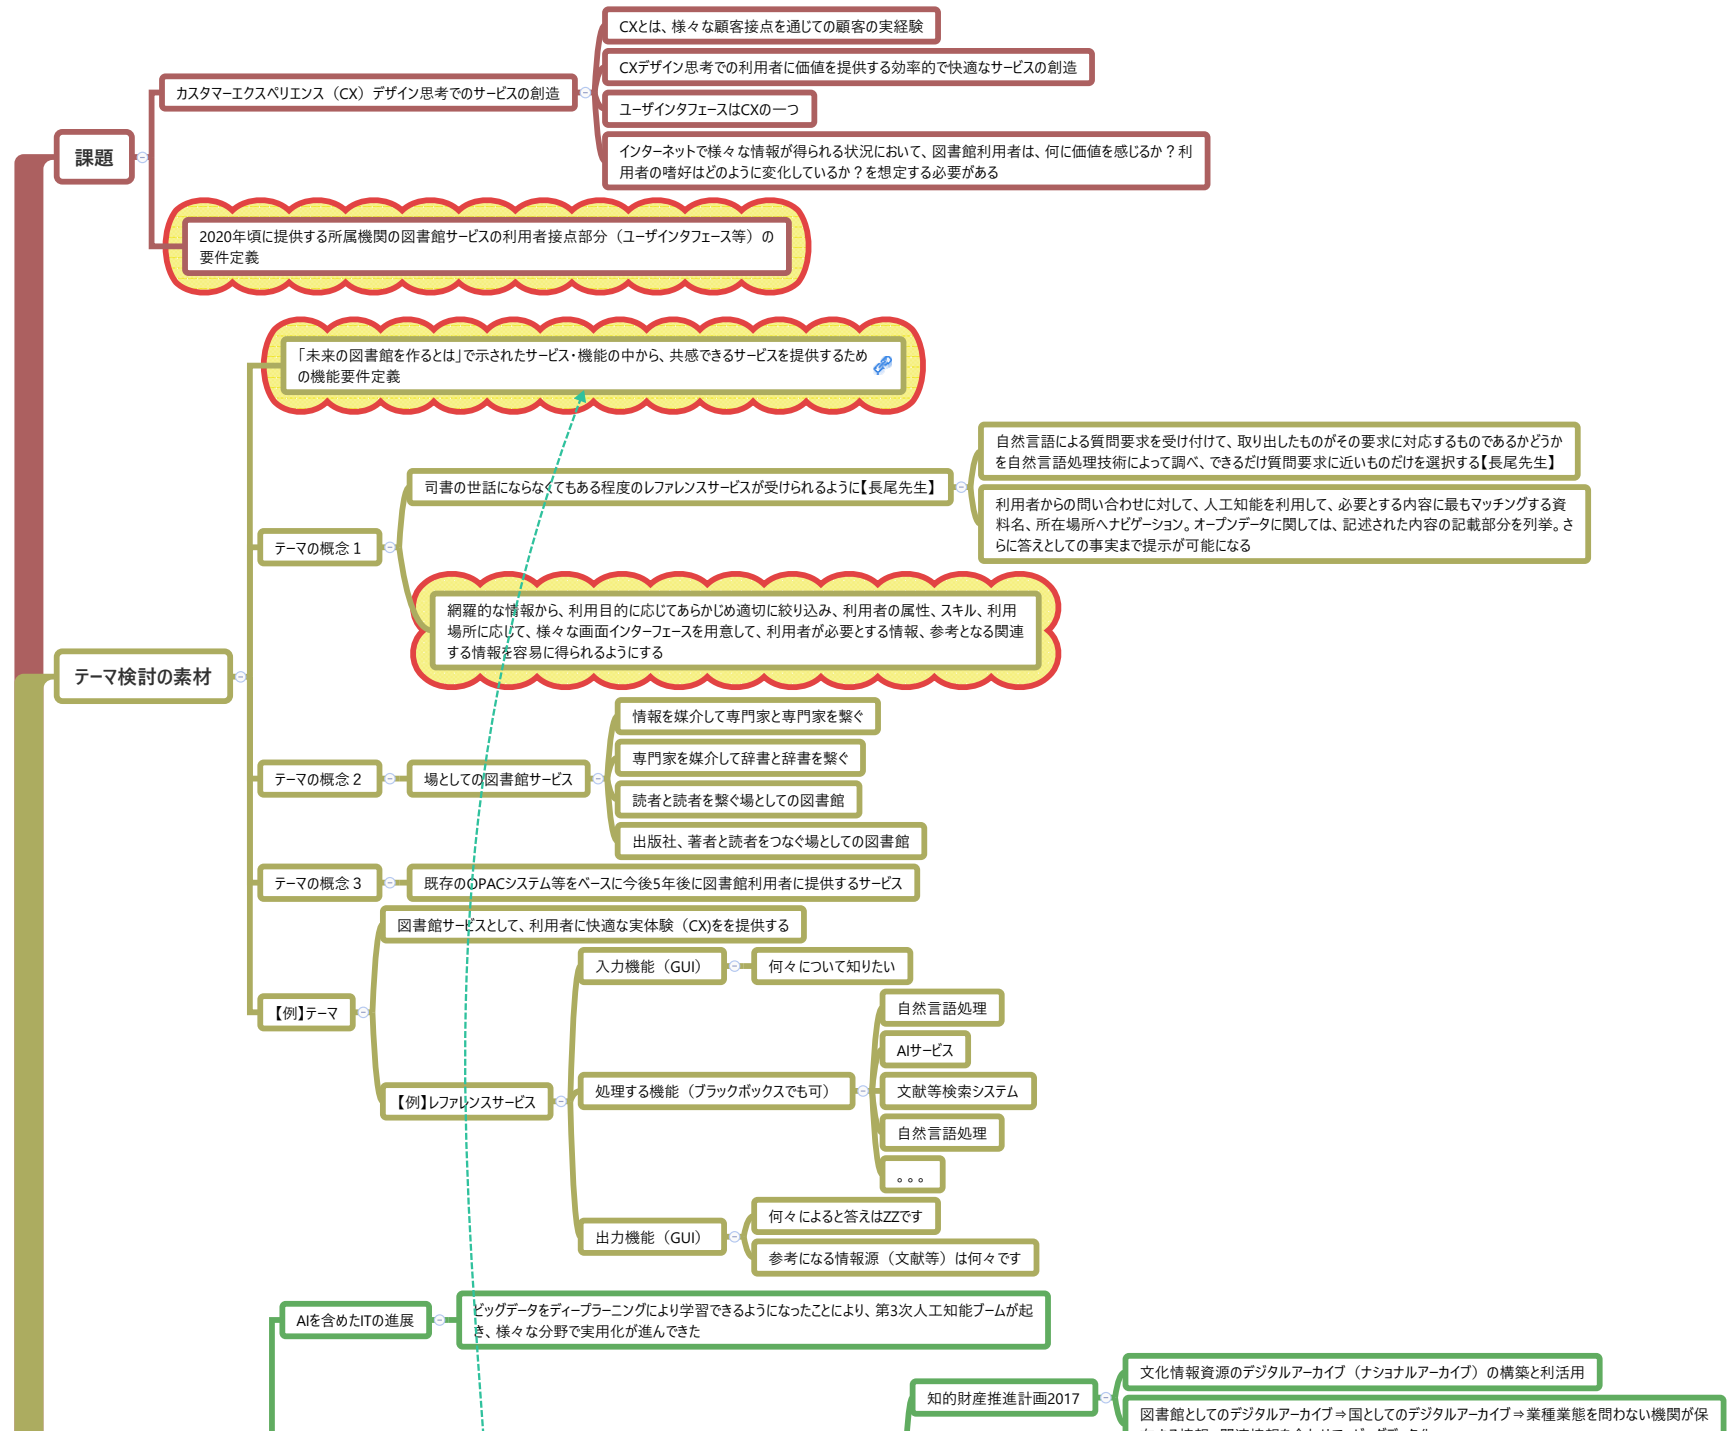 課題
カスタマーエクスペリエンス（CX）デザイン思考でのサービスの創造
CXとは、様々な顧客接点を通じての顧客の実経験
CXデザイン思考での利用者に価値を提供する効率的で快適なサービスの創造
ユーザインタフェースはCXの一つ
インターネットで様々な情報が得られる状況において、図書館利用者は、何に価値を感じるか？利
用者の嗜好はどのように変化しているか？を想定する必要がある
2020年頃に提供する所属機関の図書館サービスの利用者接点部分（ユーザインタフェース等）の
要件定義
テーマ検討の素材
「未来の図書館を作るとは」で示されたサービス・機能の中から、共感できるサービスを提供するため
の機能要件定義
テーマの概念１
司書の世話にならなくてもある程度のレファレンスサービスが受けられるように【長尾先生】
自然言語による質問要求を受け付けて、取り出したものがその要求に対応するものであるかどうか
を自然言語処理技術によって調べ、できるだけ質問要求に近いものだけを選択する【長尾先生】
利用者からの問い合わせに対して、人工知能を利用して、必要とする内容に最もマッチングする資
料名、所在場所へナビゲーション。オープンデータに関しては、記述された内容の記載部分を列挙。さ
らに答えとしての事実まで提示が可能になる
網羅的な情報から、利用目的に応じてあらかじめ適切に絞り込み、利用者の属性、スキル、利用
場所に応じて、様々な画面インターフェースを用意して、利用者が必要とする情報、参考となる関連
する情報を容易に得られるようにする
テーマの概念２
場としての図書館サービス
情報を媒介して専門家と専門家を繋ぐ
専門家を媒介して辞書と辞書を繋ぐ
読者と読者を繋ぐ場としての図書館
出版社、著者と読者をつなぐ場としての図書館
テーマの概念３
既存のOPACシステム等をベースに今後5年後に図書館利用者に提供するサービス
【例】テーマ
図書館サービスとして、利用者に快適な実体験（CX)をを提供する
【例】レファレンスサービス
入力機能（GUI）
何々について知りたい
処理する機能（ブラックボックスでも可）
自然言語処理
AIサービス
文献等検索システム
自然言語処理
。。。
出力機能（GUI）
何々によると答えはZZです
参考になる情報源（文献等）は何々です
AIを含めたITの進展
ビッグデータをディープラーニングにより学習できるようになったことにより、第3次人工知能ブームが起
き、様々な分野で実用化が進んできた
知的財産推進計画2017
文化情報資源のデジタルアーカイブ（ナショナルアーカイブ）の構築と利活用
図書館としてのデジタルアーカイブ⇒国としてのデジタルアーカイブ⇒業種業態を問わない機関が保